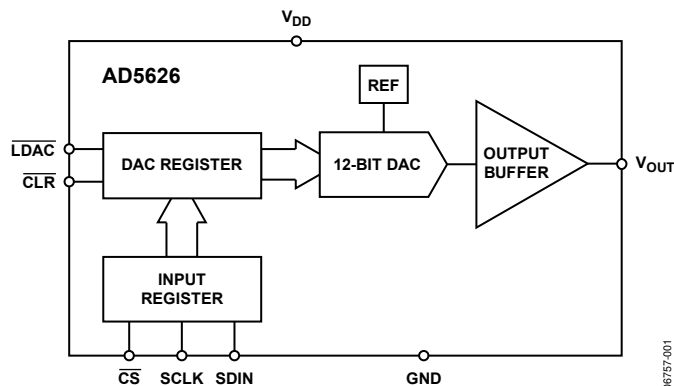 VDD
AD5626
REF
LDAC
CLR
DAC REGISTER
12-BIT DAC
OUTPUT
BUFFER
VOUT
INPUT
REGISTER
CS SCLK SDIN GND
06757-001